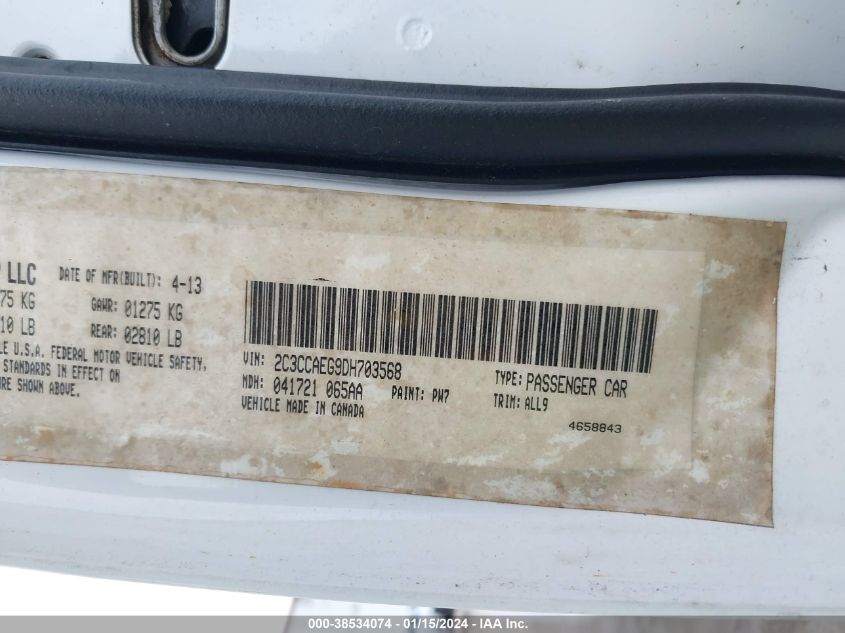 LLC DATE OF MFR(BUILT): 4-13
75 KG GAWR: 01275 KG
10 LB REAR: 02810 LB
LE U.S.A. FEDERAL MOTOR VEHICLE SAFETY,
STANDARDS IN EFFECT ON
URE SHOWN ABOVE.
VIN: 2C3CCAEG9DH703568 TYPE: PASSENGER CAR
MDH: 041721 065AA PAINT: PW7 TRIM: ALL9
VEHICLE MADE IN CANADA
4658843
000-38534074 - 01/15/2024 - IAA Inc.